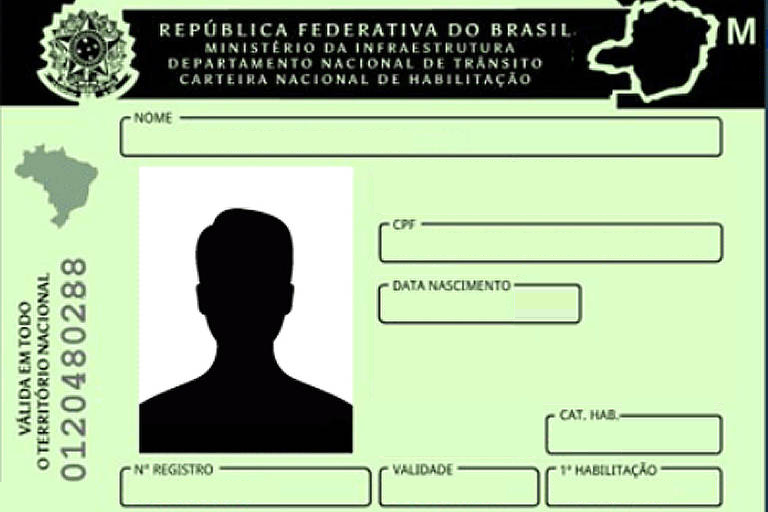 REPÚBLICA FEDERATIVA DO BRASIL
MINISTÉRIO DA INFRAESTRUTURA
DEPARTAMENTO NACIONAL DE TRÂNSITO
CARTEIRA NACIONAL DE HABILITAÇÃO
M
NOME
CPF
DATA NASCIMENTO
VÁLIDA EM TODO
O TERRITÓRIO NACIONAL
0120480288
CAT. HAB.
Nº REGISTRO
VALIDADE
1ª HABILITAÇÃO